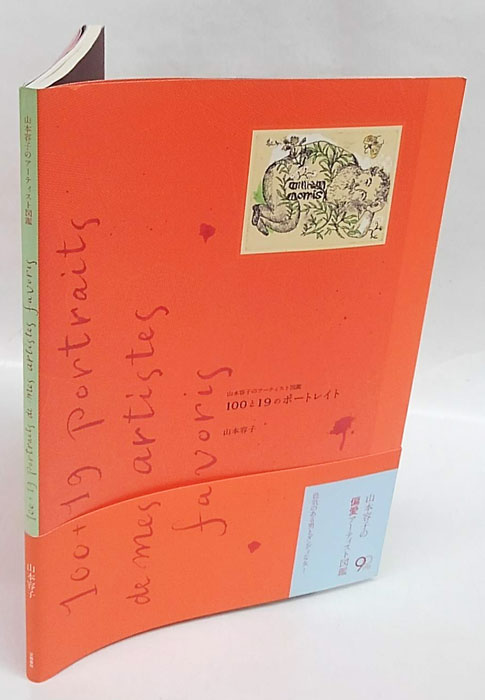 山本容子のアーティスト図鑑
100+19 portraits de mes artistes favoris
山本容子
william
morris
100+19 portraits
de mes artistes
favoris
山本容子のアーティスト図鑑
100と19のポートレイト
山本容子
山本容子の
偏愛アーティスト図鑑